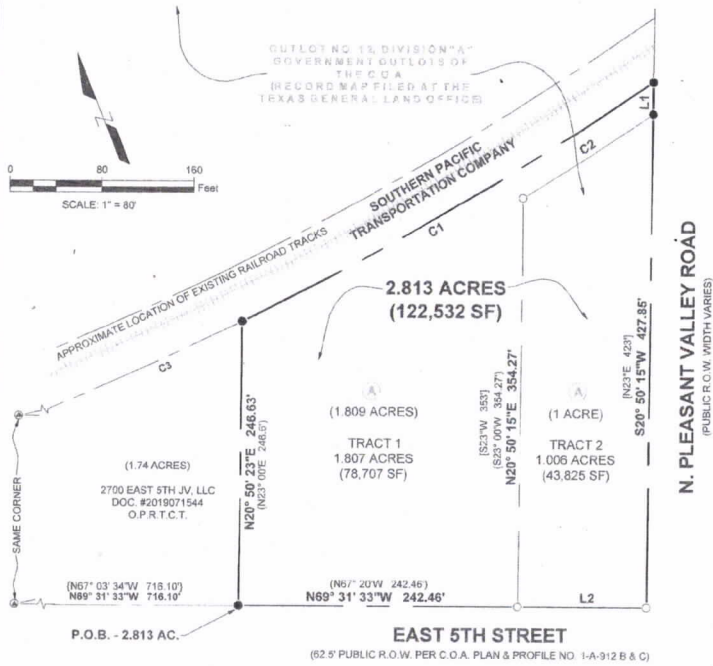 OUTLOT NO. 12, DIVISION "A"
GOVERNMENT OUTLOTS OF
THE C O A
(RECORD MAP FILED AT THE
TEXAS GENERAL LAND OFFICE)
0 80 160
Feet
SCALE: 1" = 80'
SOUTHERN PACIFIC
TRANSPORTATION COMPANY
APPROXIMATE LOCATION OF EXISTING RAILROAD TRACKS
L1
C2
C1
C3
2.813 ACRES
(122,532 SF)
N. PLEASANT VALLEY ROAD
(PUBLIC R.O.W. WIDTH VARIES)
[N23°E 423']
S20° 50' 15"W 427.85'
[S23°W 353']
(S23° 00'W 354.27')
N20° 50' 15"E 354.27'
N20° 50' 23"E 246.63'
(N23° 00'E 246.6')
A
(1.809 ACRES)
TRACT 1
1.807 ACRES
(78,707 SF)
A
(1 ACRE)
TRACT 2
1.006 ACRES
(43,825 SF)
(1.74 ACRES)
2700 EAST 5TH JV, LLC
DOC. #2019071544
O.P.R.T.C.T.
SAME CORNER
(N67° 03' 34"W 716.10')
N69° 31' 33"W 716.10'
(N67° 20'W 242.46')
N69° 31' 33"W 242.46'
L2
P.O.B. - 2.813 AC.
EAST 5TH STREET
(62.5' PUBLIC R.O.W. PER C.O.A. PLAN & PROFILE NO. 1-A-912 B & C)